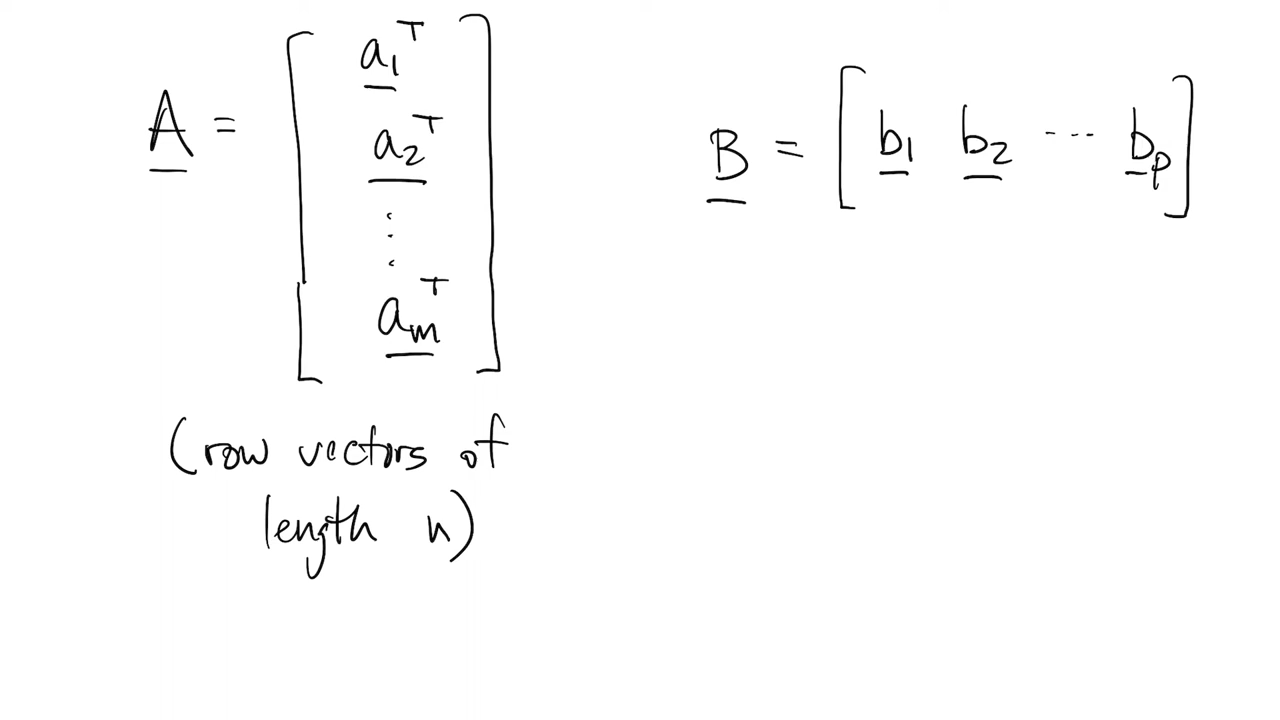 A = [ a₁ᵀ
a₂ᵀ
⋮
aₘᵀ ]
(row vectors of
length n)
B = [ b₁ b₂ ⋯ bₚ ]